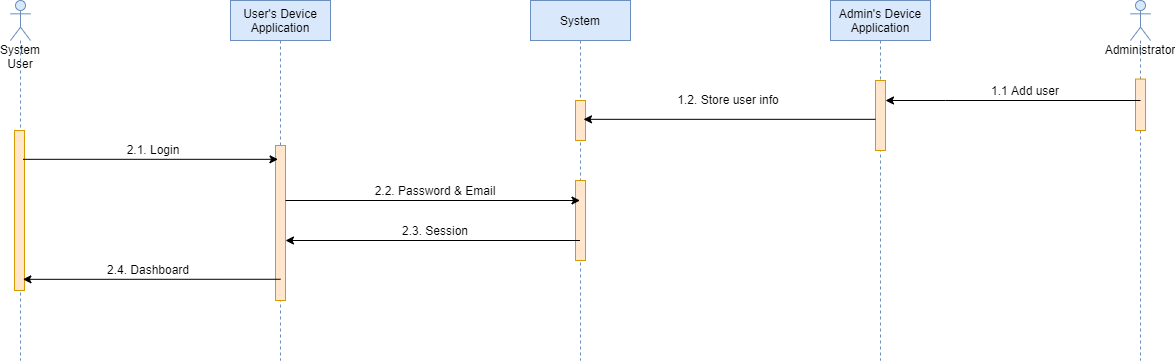 System
User
User's Device
Application
System
Admin's Device
Application
Administrator
1.1 Add user
1.2. Store user info
2.1. Login
2.2. Password & Email
2.3. Session
2.4. Dashboard